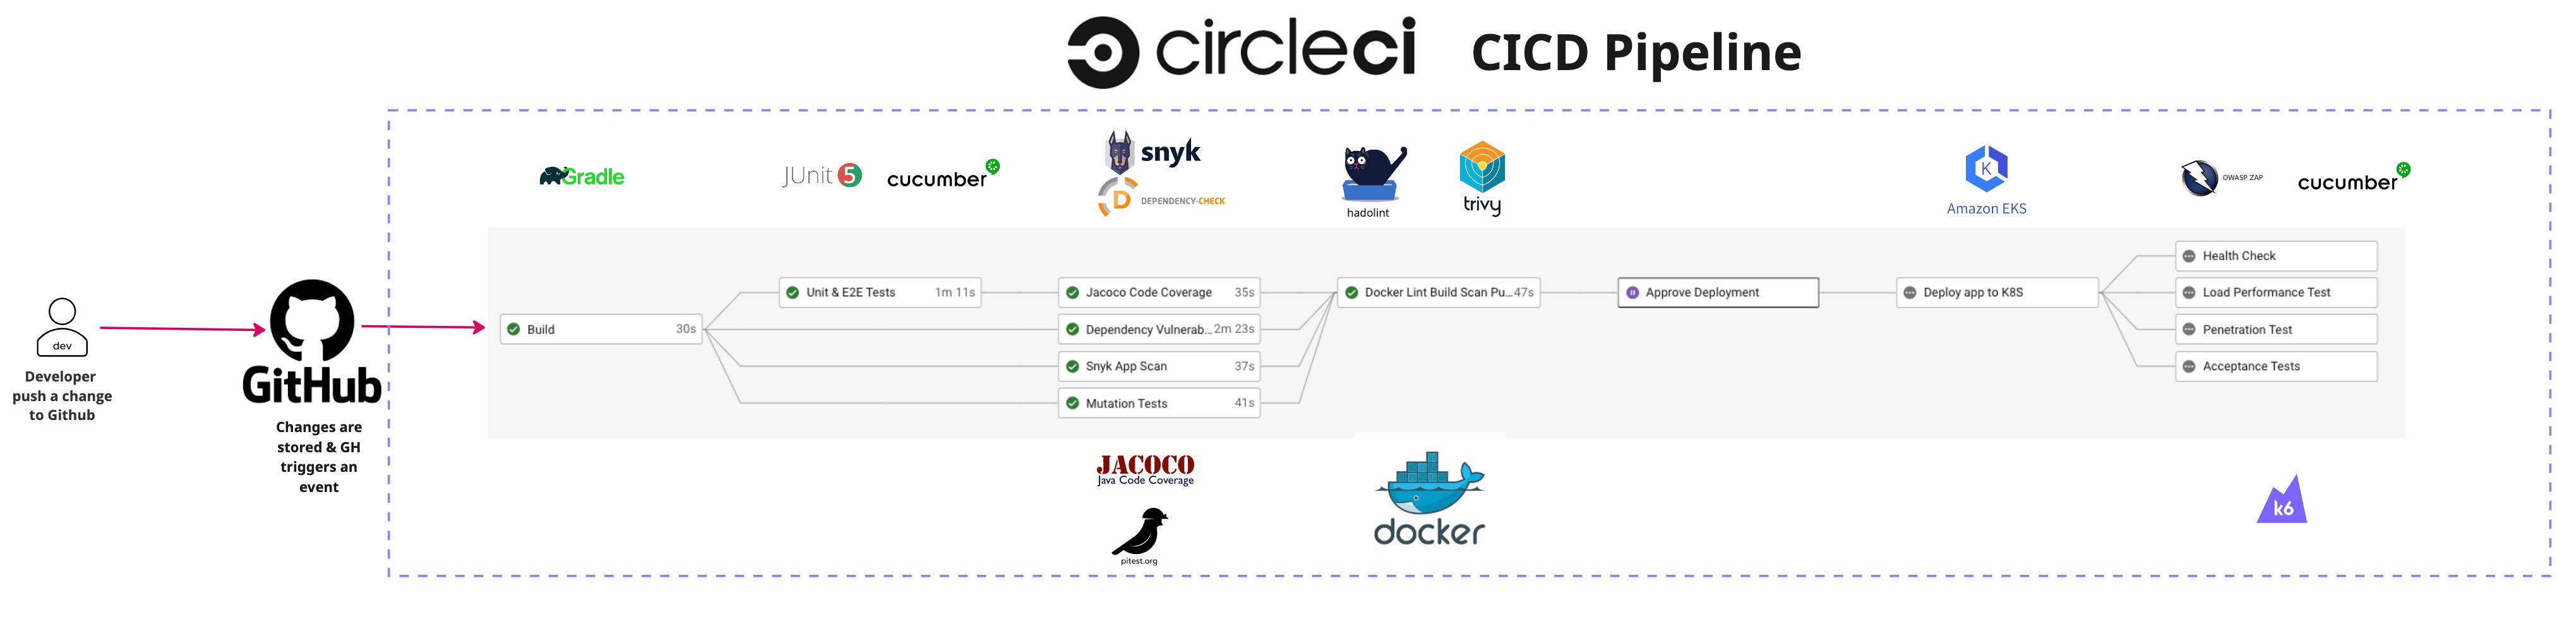 circleci CICD Pipeline
Gradle
JUnit 5
cucumber
snyk
DEPENDENCY-CHECK
hadolint
trivy
K
Amazon EKS
OWASP ZAP
cucumber
dev
Developer
push a change
to Github
GitHub
Changes are
stored & GH
triggers an
event
Build 30s
Unit & E2E Tests 1m 11s
Jacoco Code Coverage 35s
Dependency Vulnerab... 2m 23s
Snyk App Scan 37s
Mutation Tests 41s
Docker Lint Build Scan Pu... 47s
Approve Deployment
Deploy app to K8S
Health Check
Load Performance Test
Penetration Test
Acceptance Tests
JACOCO
Java Code Coverage
pitest.org
docker
k6